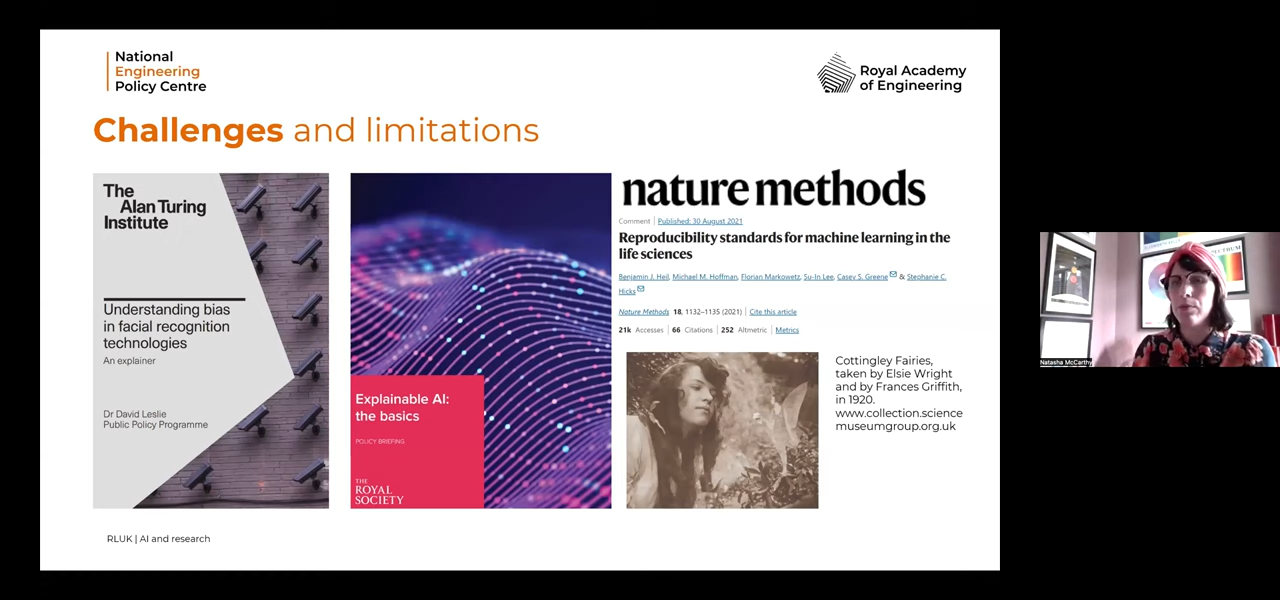 National
Engineering
Policy Centre
Royal Academy
of Engineering
Challenges and limitations
The
Alan Turing
Institute
Understanding bias
in facial recognition
technologies
An explainer
Dr David Leslie
Public Policy Programme
Explainable AI:
the basics
POLICY BRIEFING
THE
ROYAL
SOCIETY
nature methods
Comment | Published: 30 August 2021
Reproducibility standards for machine learning in the
life sciences
Benjamin J. Heil, Michael M. Hoffman, Florian Markowetz, Su-In Lee, Casey S. Greene & Stephanie C.
Hicks
Nature Methods 18, 1132–1135 (2021) | Cite this article
21k Accesses | 66 Citations | 252 Altmetric | Metrics
Cottingley Fairies,
taken by Elsie Wright
and by Frances Griffith,
in 1920.
www.collection.science
museumgroup.org.uk
RLUK | AI and research
Natasha McCarthy